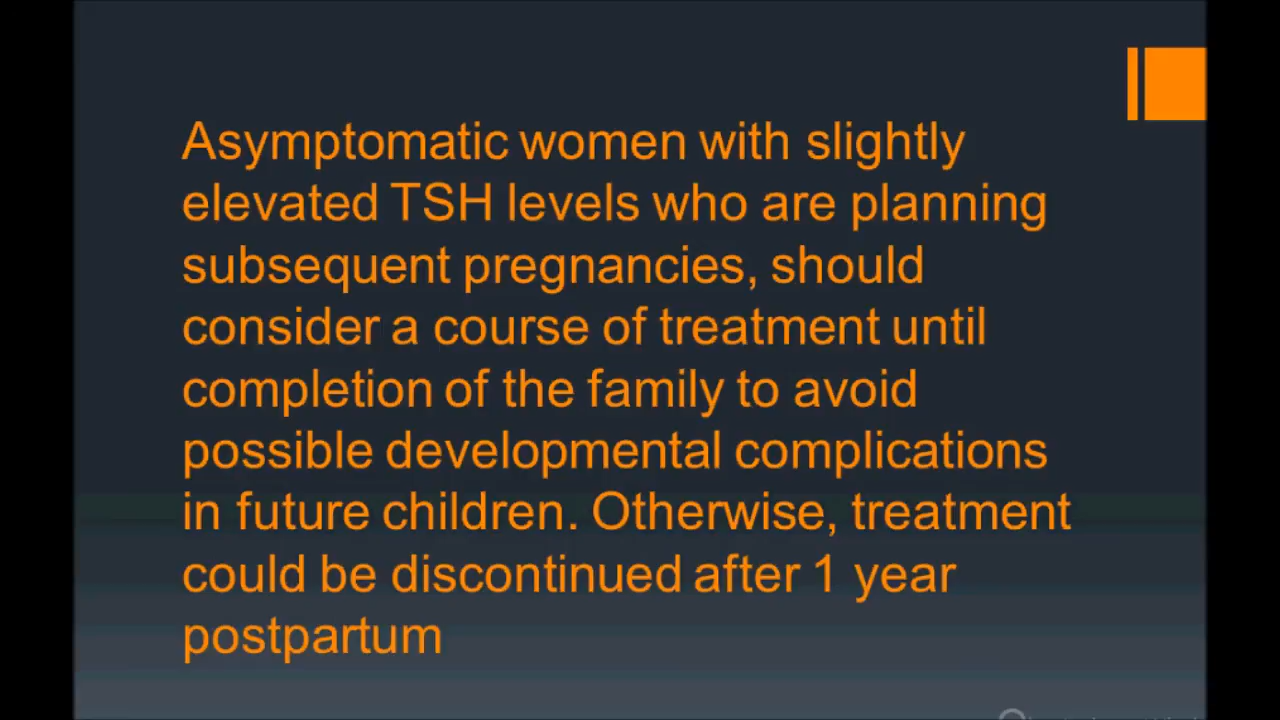 Asymptomatic women with slightly
elevated TSH levels who are planning
subsequent pregnancies, should
consider a course of treatment until
completion of the family to avoid
possible developmental complications
in future children. Otherwise, treatment
could be discontinued after 1 year
postpartum